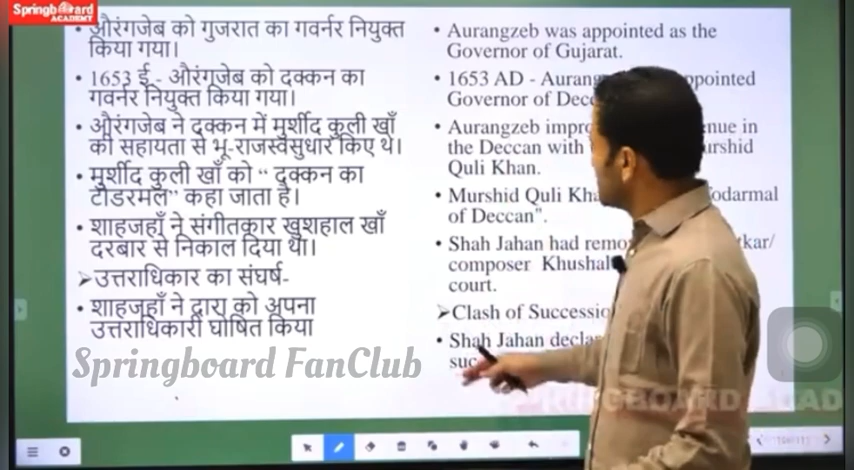 Springboard
ACADEMY
औरंगजेब को गुजरात का गवर्नर नियुक्त
किया गया।
• 1653 ई.- औरंगजेब को दक्कन का
गवर्नर नियुक्त किया गया।
• औरंगजेब ने दक्कन में मुर्शीद कुली खाँ
की सहायता से भू-राजस्व सुधार किए थे।
• मुर्शीद कुली खाँ को “ दक्कन का
टोडरमल” कहा जाता है।
• शाहजहाँ ने संगीतकार खुशहाल खाँ
दरबार से निकाल दिया था।
➤उत्तराधिकार का संघर्ष-
• शाहजहाँ ने दारा को अपना
उत्तराधिकारी घोषित किया
• Aurangzeb was appointed as the
Governor of Gujarat.
• 1653 AD - Aurang
Governor of Dec
• Aurangzeb impro
the Deccan with
Quli Khan.
• Murshid Quli Kha
of Deccan".
• Shah Jahan had remo
composer Khushal
court.
➤Clash of Successio
• Shah Jahan decla
suc
Springboard FanClub